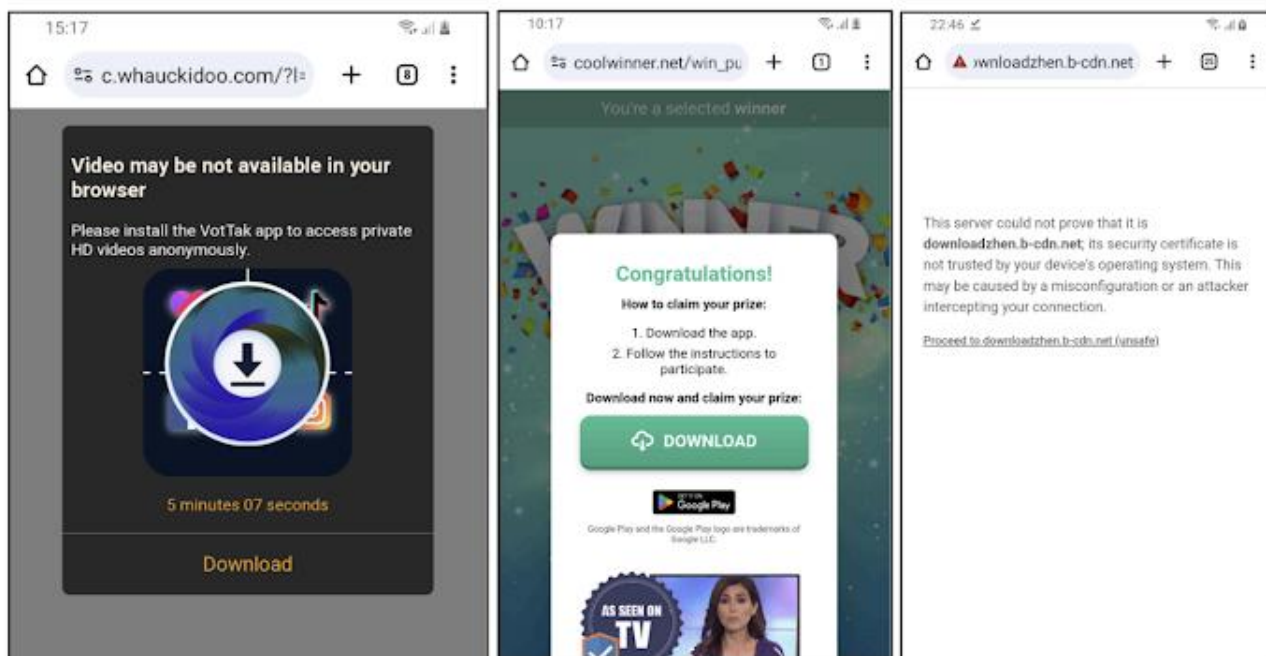 15:17
c.whauckidoo.com/?l=
8
Video may be not available in your
browser
Please install the VotTak app to access private
HD videos anonymously.
5 minutes 07 seconds
Download
10:17
coolwinner.net/win_pu
1
You're a selected winner
WINNER
Congratulations!
How to claim your prize:
1. Download the app.
2. Follow the instructions to
participate.
Download now and claim your prize:
DOWNLOAD
GET IT ON
Google Play
Google Play and the Google Play logo are trademarks of
Google LLC.
AS SEEN ON
TV
22:46
wnloadzhen.b-cdn.net
25
This server could not prove that it is
downloadzhen.b-cdn.net; its security certificate is
not trusted by your device's operating system. This
may be caused by a misconfiguration or an attacker
intercepting your connection.
Proceed to downloadzhen.b-cdn.net (unsafe)